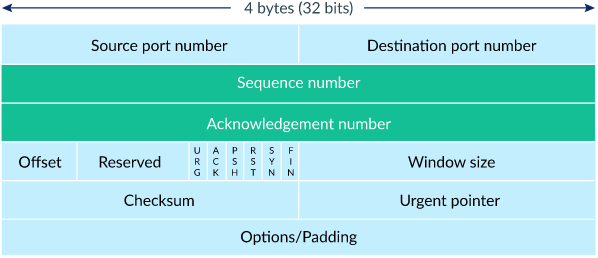 4 bytes (32 bits)
Source port number Destination port number
Sequence number
Acknowledgement number
Offset Reserved URG ACK PSH RST SYN FIN Window size
Checksum Urgent pointer
Options/Padding